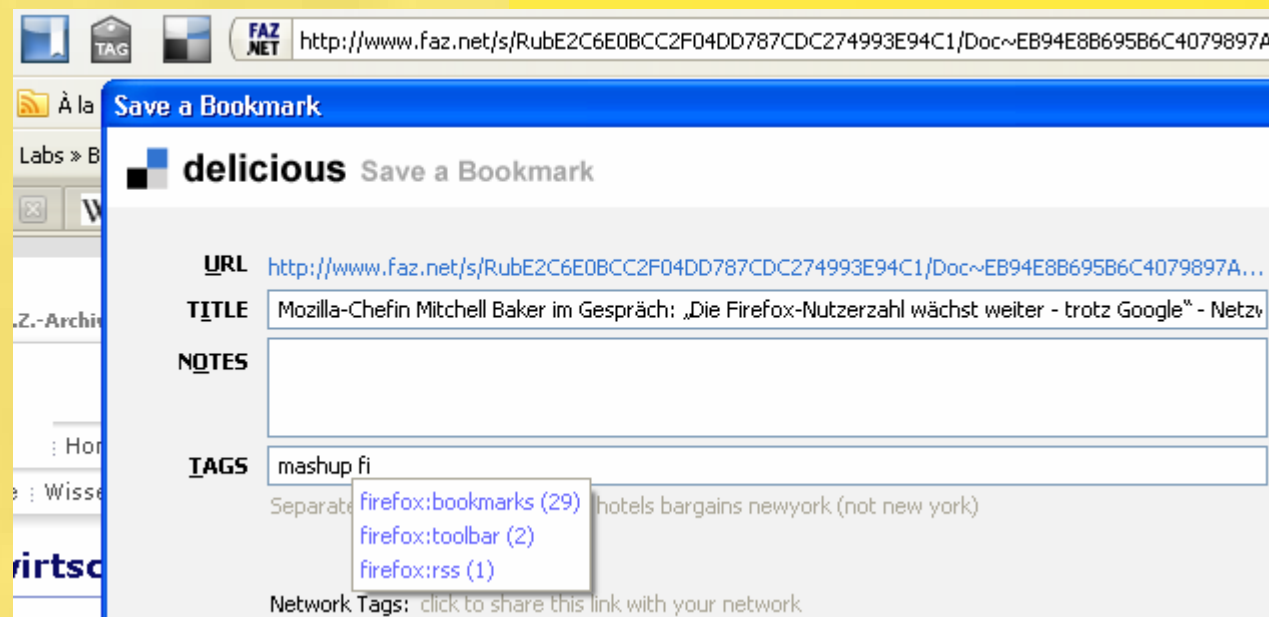 TAG
FAZ
NET
http://www.faz.net/s/RubE2C6E0BCC2F04DD787CDC274993E94C1/Doc~EB94E8B695B6C4079897A
À la
Save a Bookmark
Labs » B
delicious Save a Bookmark
W
URL http://www.faz.net/s/RubE2C6E0BCC2F04DD787CDC274993E94C1/Doc~EB94E8B695B6C4079897A...
.Z.-Archiv
TITLE Mozilla-Chefin Mitchell Baker im Gespräch: „Die Firefox-Nutzerzahl wächst weiter - trotz Google“ - Netzw
NOTES
: Hor
TAGS mashup fi
e : Wisse
Separate hotels bargains newyork (not new york)
firefox:bookmarks (29)
firefox:toolbar (2)
firefox:rss (1)
virtsc
Network Tags: click to share this link with your network